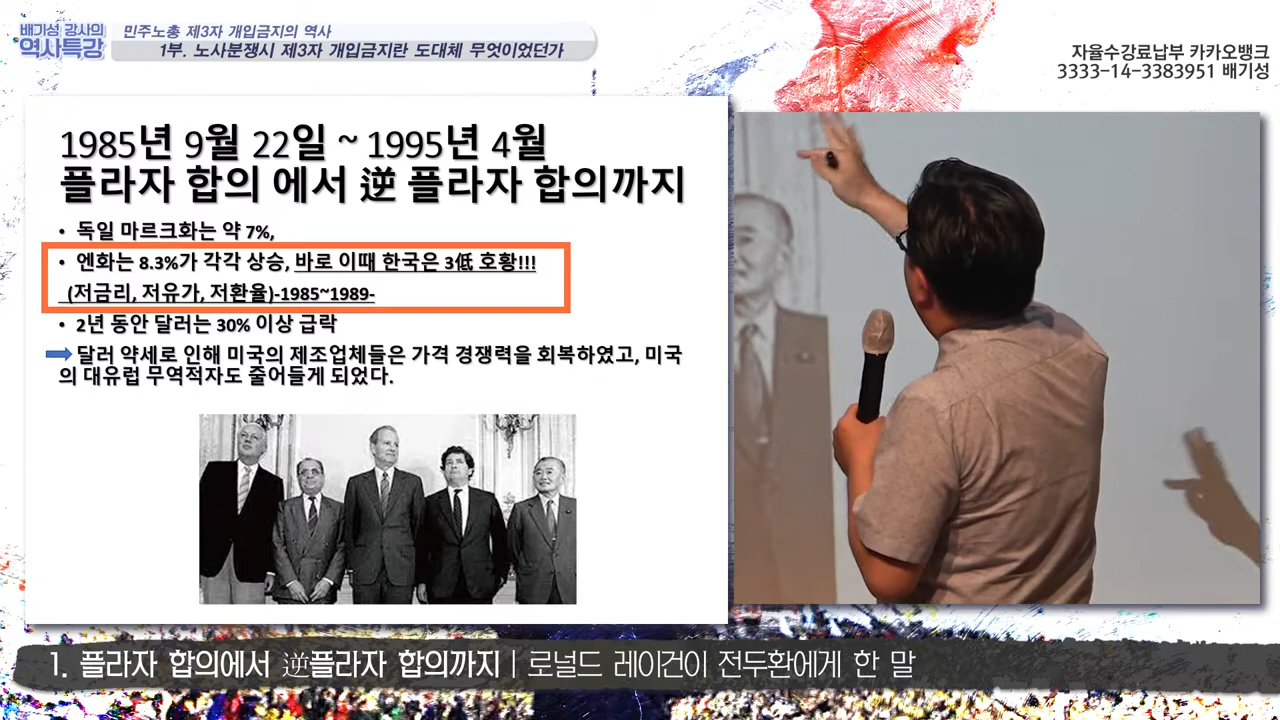 배기성 강사의
역사특강
민주노총 제3자 개입금지의 역사
1부. 노사분쟁시 제3자 개입금지란 도대체 무엇이었던가
자율수강료납부 카카오뱅크
3333-14-3383951 배기성
1985년 9월 22일 ~ 1995년 4월
플라자 합의 에서 逆 플라자 합의까지
• 독일 마르크화는 약 7%,
• 엔화는 8.3%가 각각 상승, 바로 이때 한국은 3低 호황!!!
(저금리, 저유가, 저환율)-1985~1989-
• 2년 동안 달러는 30% 이상 급락
달러 약세로 인해 미국의 제조업체들은 가격 경쟁력을 회복하였고, 미국
의 대유럽 무역적자도 줄어들게 되었다.
1. 플라자 합의에서 逆플라자 합의까지 | 로널드 레이건이 전두환에게 한 말